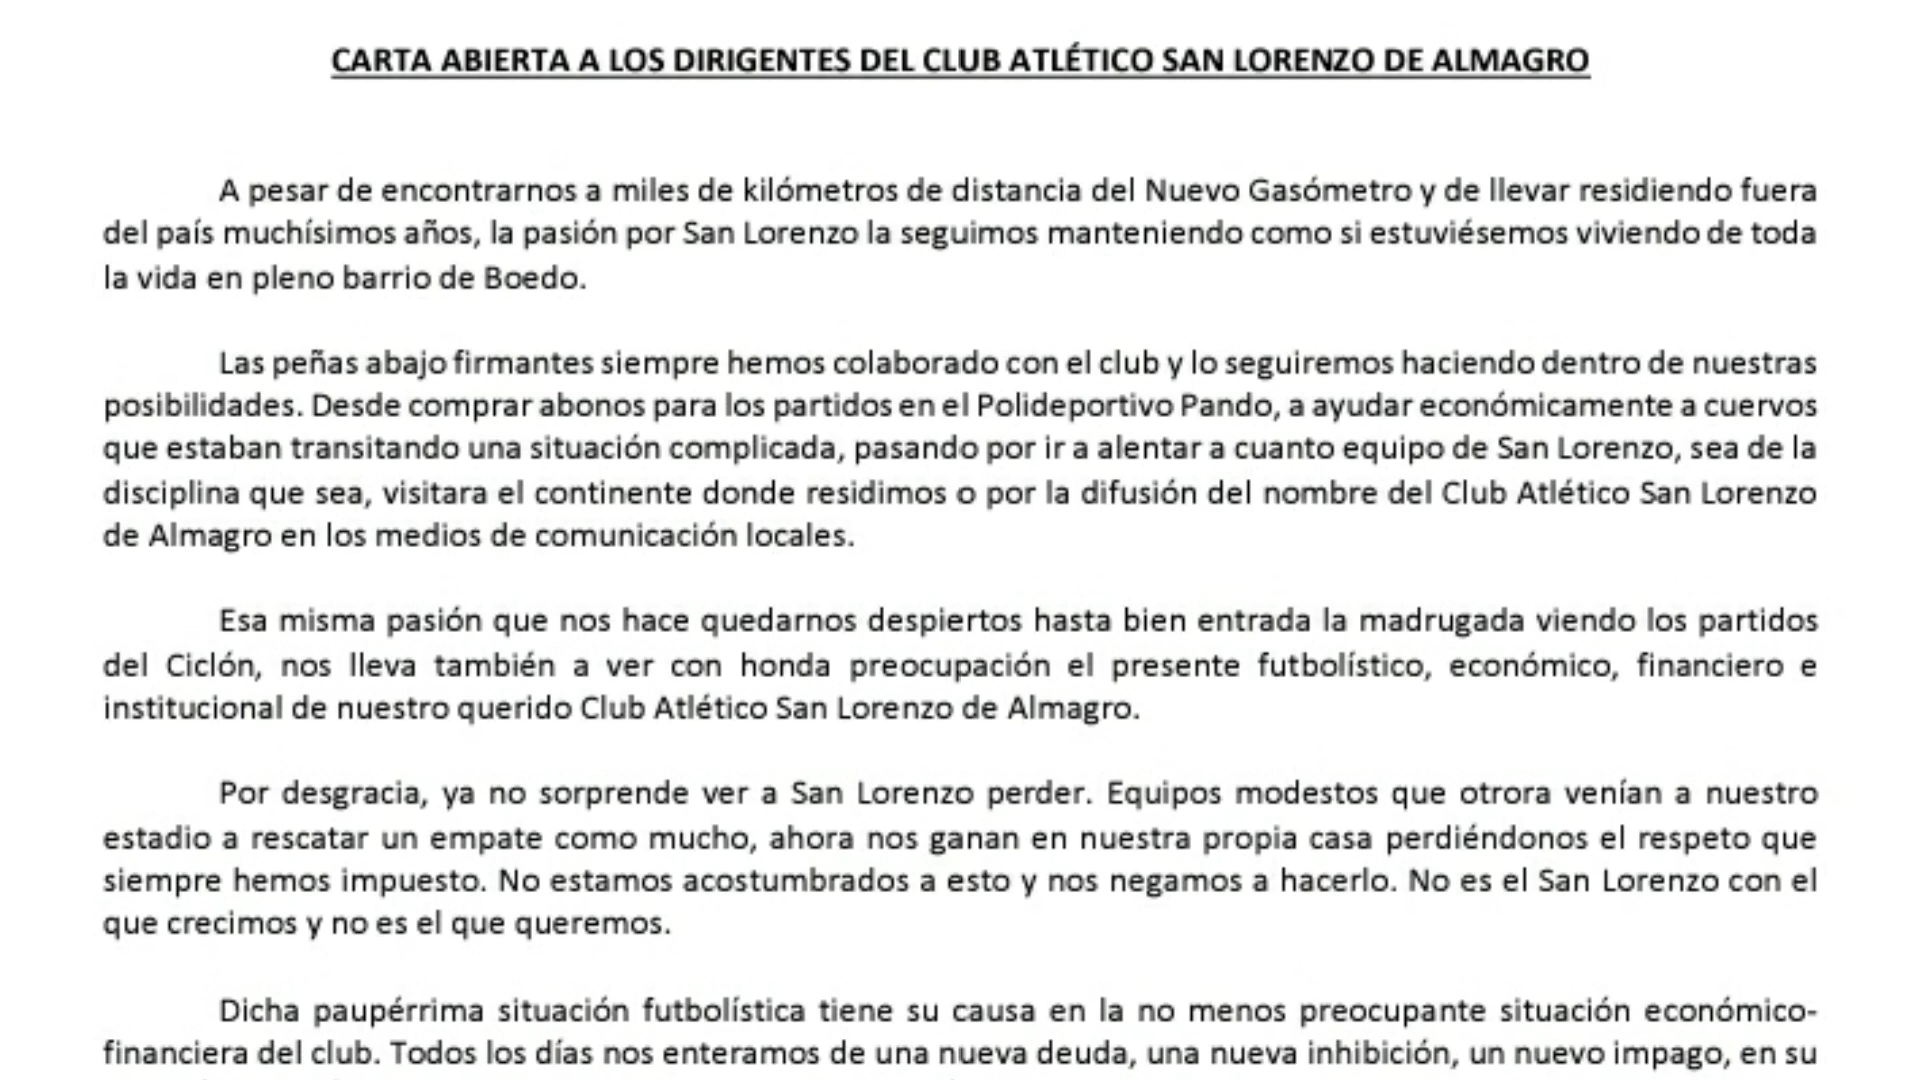 CARTA ABIERTA A LOS DIRIGENTES DEL CLUB ATLÉTICO SAN LORENZO DE ALMAGRO
A pesar de encontrarnos a miles de kilómetros de distancia del Nuevo Gasómetro y de llevar residiendo fuera
del país muchísimos años, la pasión por San Lorenzo la seguimos manteniendo como si estuviésemos viviendo de toda
la vida en pleno barrio de Boedo.
Las peñas abajo firmantes siempre hemos colaborado con el club y lo seguiremos haciendo dentro de nuestras
posibilidades. Desde comprar abonos para los partidos en el Polideportivo Pando, a ayudar económicamente a cuervos
que estaban transitando una situación complicada, pasando por ir a alentar a cuanto equipo de San Lorenzo, sea de la
disciplina que sea, visitara el continente donde residimos o por la difusión del nombre del Club Atlético San Lorenzo
de Almagro en los medios de comunicación locales.
Esa misma pasión que nos hace quedarnos despiertos hasta bien entrada la madrugada viendo los partidos
del Ciclón, nos lleva también a ver con honda preocupación el presente futbolístico, económico, financiero e
institucional de nuestro querido Club Atlético San Lorenzo de Almagro.
Por desgracia, ya no sorprende ver a San Lorenzo perder. Equipos modestos que otrora venían a nuestro
estadio a rescatar un empate como mucho, ahora nos ganan en nuestra propia casa perdiéndonos el respeto que
siempre hemos impuesto. No estamos acostumbrados a esto y nos negamos a hacerlo. No es el San Lorenzo con el
que crecimos y no es el que queremos.
Dicha paupérrima situación futbolística tiene su causa en la no menos preocupante situación económico-
financiera del club. Todos los días nos enteramos de una nueva deuda, una nueva inhibición, un nuevo impago, en su